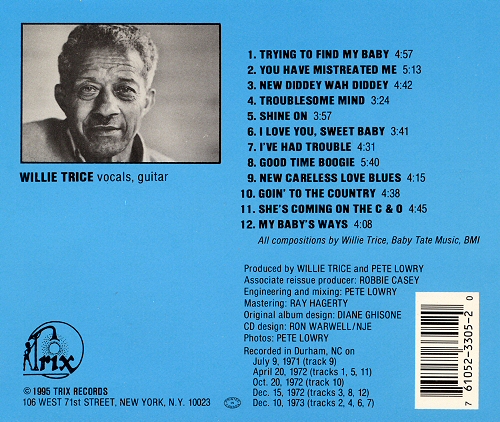 WILLIE TRICE vocals, guitar
1. TRYING TO FIND MY BABY 4:57
2. YOU HAVE MISTREATED ME 5:13
3. NEW DIDDEY WAH DIDDEY 4:42
4. TROUBLESOME MIND 3:24
5. SHINE ON 3:57
6. I LOVE YOU, SWEET BABY 3:41
7. I'VE HAD TROUBLE 4:31
8. GOOD TIME BOOGIE 5:40
9. NEW CARELESS LOVE BLUES 4:15
10. GOIN' TO THE COUNTRY 4:38
11. SHE'S COMING ON THE C & O 4:45
12. MY BABY'S WAYS 4:08
All compositions by Willie Trice, Baby Tate Music, BMI
Produced by WILLIE TRICE and PETE LOWRY
Associate reissue producer: ROBBIE CASEY
Engineering and mixing: PETE LOWRY
Mastering: RAY HAGERTY
Original album design: DIANE GHISONE
CD design: RON WARWELL/NJE
Photos: PETE LOWRY
Recorded in Durham, NC on
July 9, 1971 (track 9)
April 20, 1972 (tracks 1, 5, 11)
Oct. 20, 1972 (track 10)
Dec. 15, 1972 (tracks 3, 8, 12)
Dec. 10, 1973 (tracks 2, 4, 6, 7)
Trix
© 1995 TRIX RECORDS
106 WEST 71st STREET, NEW YORK, N.Y. 10023
7 61052-3305-2 0